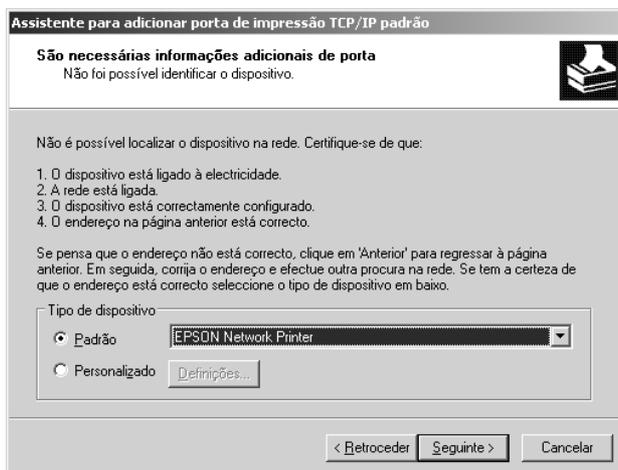 Assistente para adicionar porta de impressão TCP/IP padrão
São necessárias informações adicionais de porta
Não foi possível identificar o dispositivo.
Não é possível localizar o dispositivo na rede. Certifique-se de que:
1. O dispositivo está ligado à electricidade.
2. A rede está ligada.
3. O dispositivo está correctamente configurado.
4. O endereço na página anterior está correcto.
Se pensa que o endereço não está correcto, clique em 'Anterior' para regressar à página
anterior. Em seguida, corrija o endereço e efectue outra procura na rede. Se tem a certeza de
que o endereço está correcto seleccione o tipo de dispositivo em baixo.
Tipo de dispositivo
Padrão
EPSON Network Printer
Personalizado
Definições...
< Retroceder
Seguinte >
Cancelar